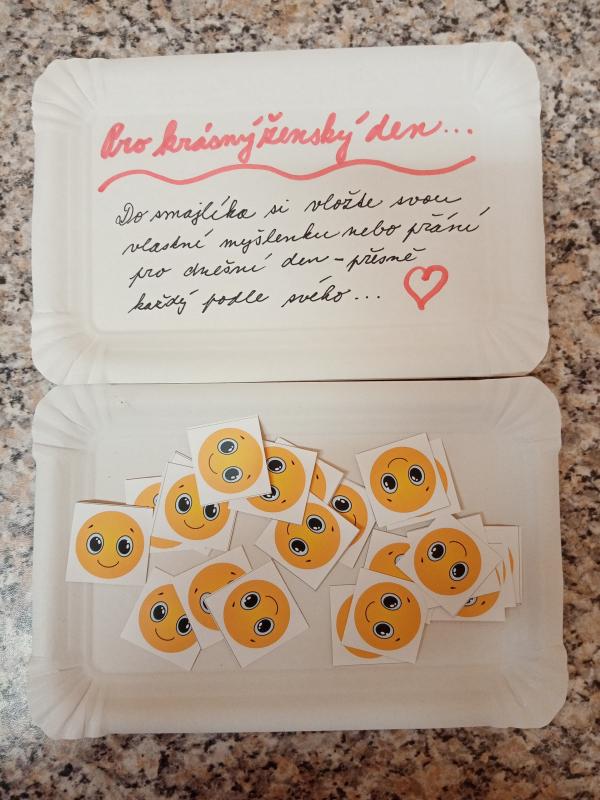 Pro krásný ženský den...
Do smajlíka si vložte svou
vlastní myšlenku nebo přání
pro dnešní den - přesně
každý podle svého...